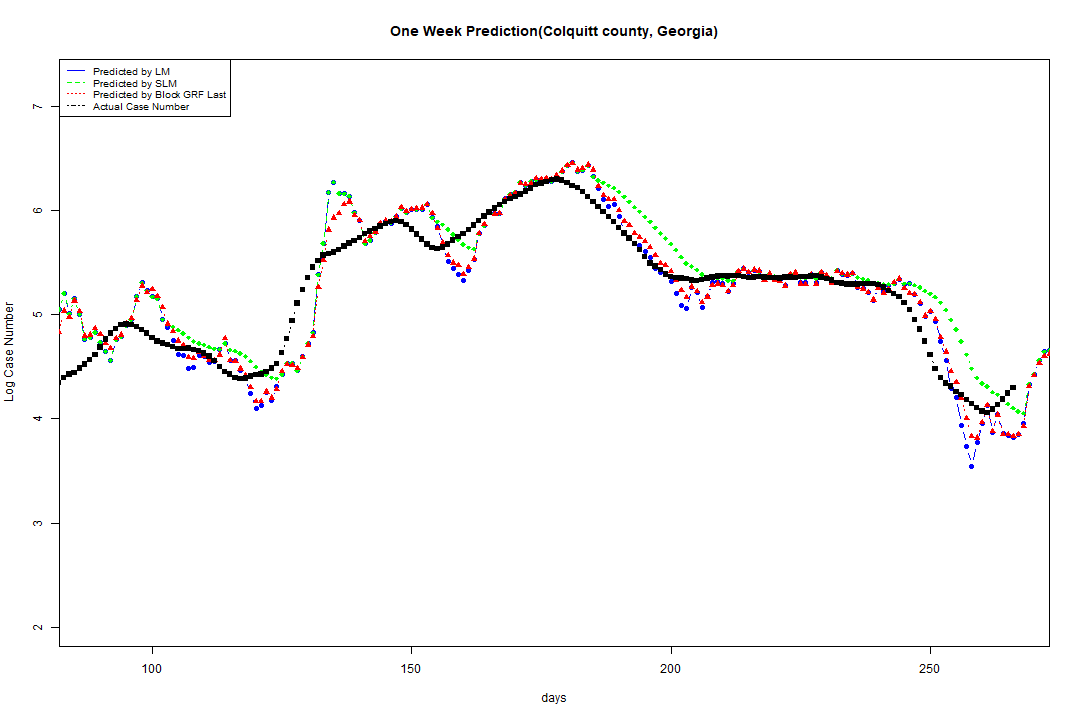 One Week Prediction(Colquitt county, Georgia)
Predicted by LM
Predicted by SLM
Predicted by Block GRF Last
Actual Case Number
7
6
5
4
3
2
Log Case Number
100 150 200 250
days